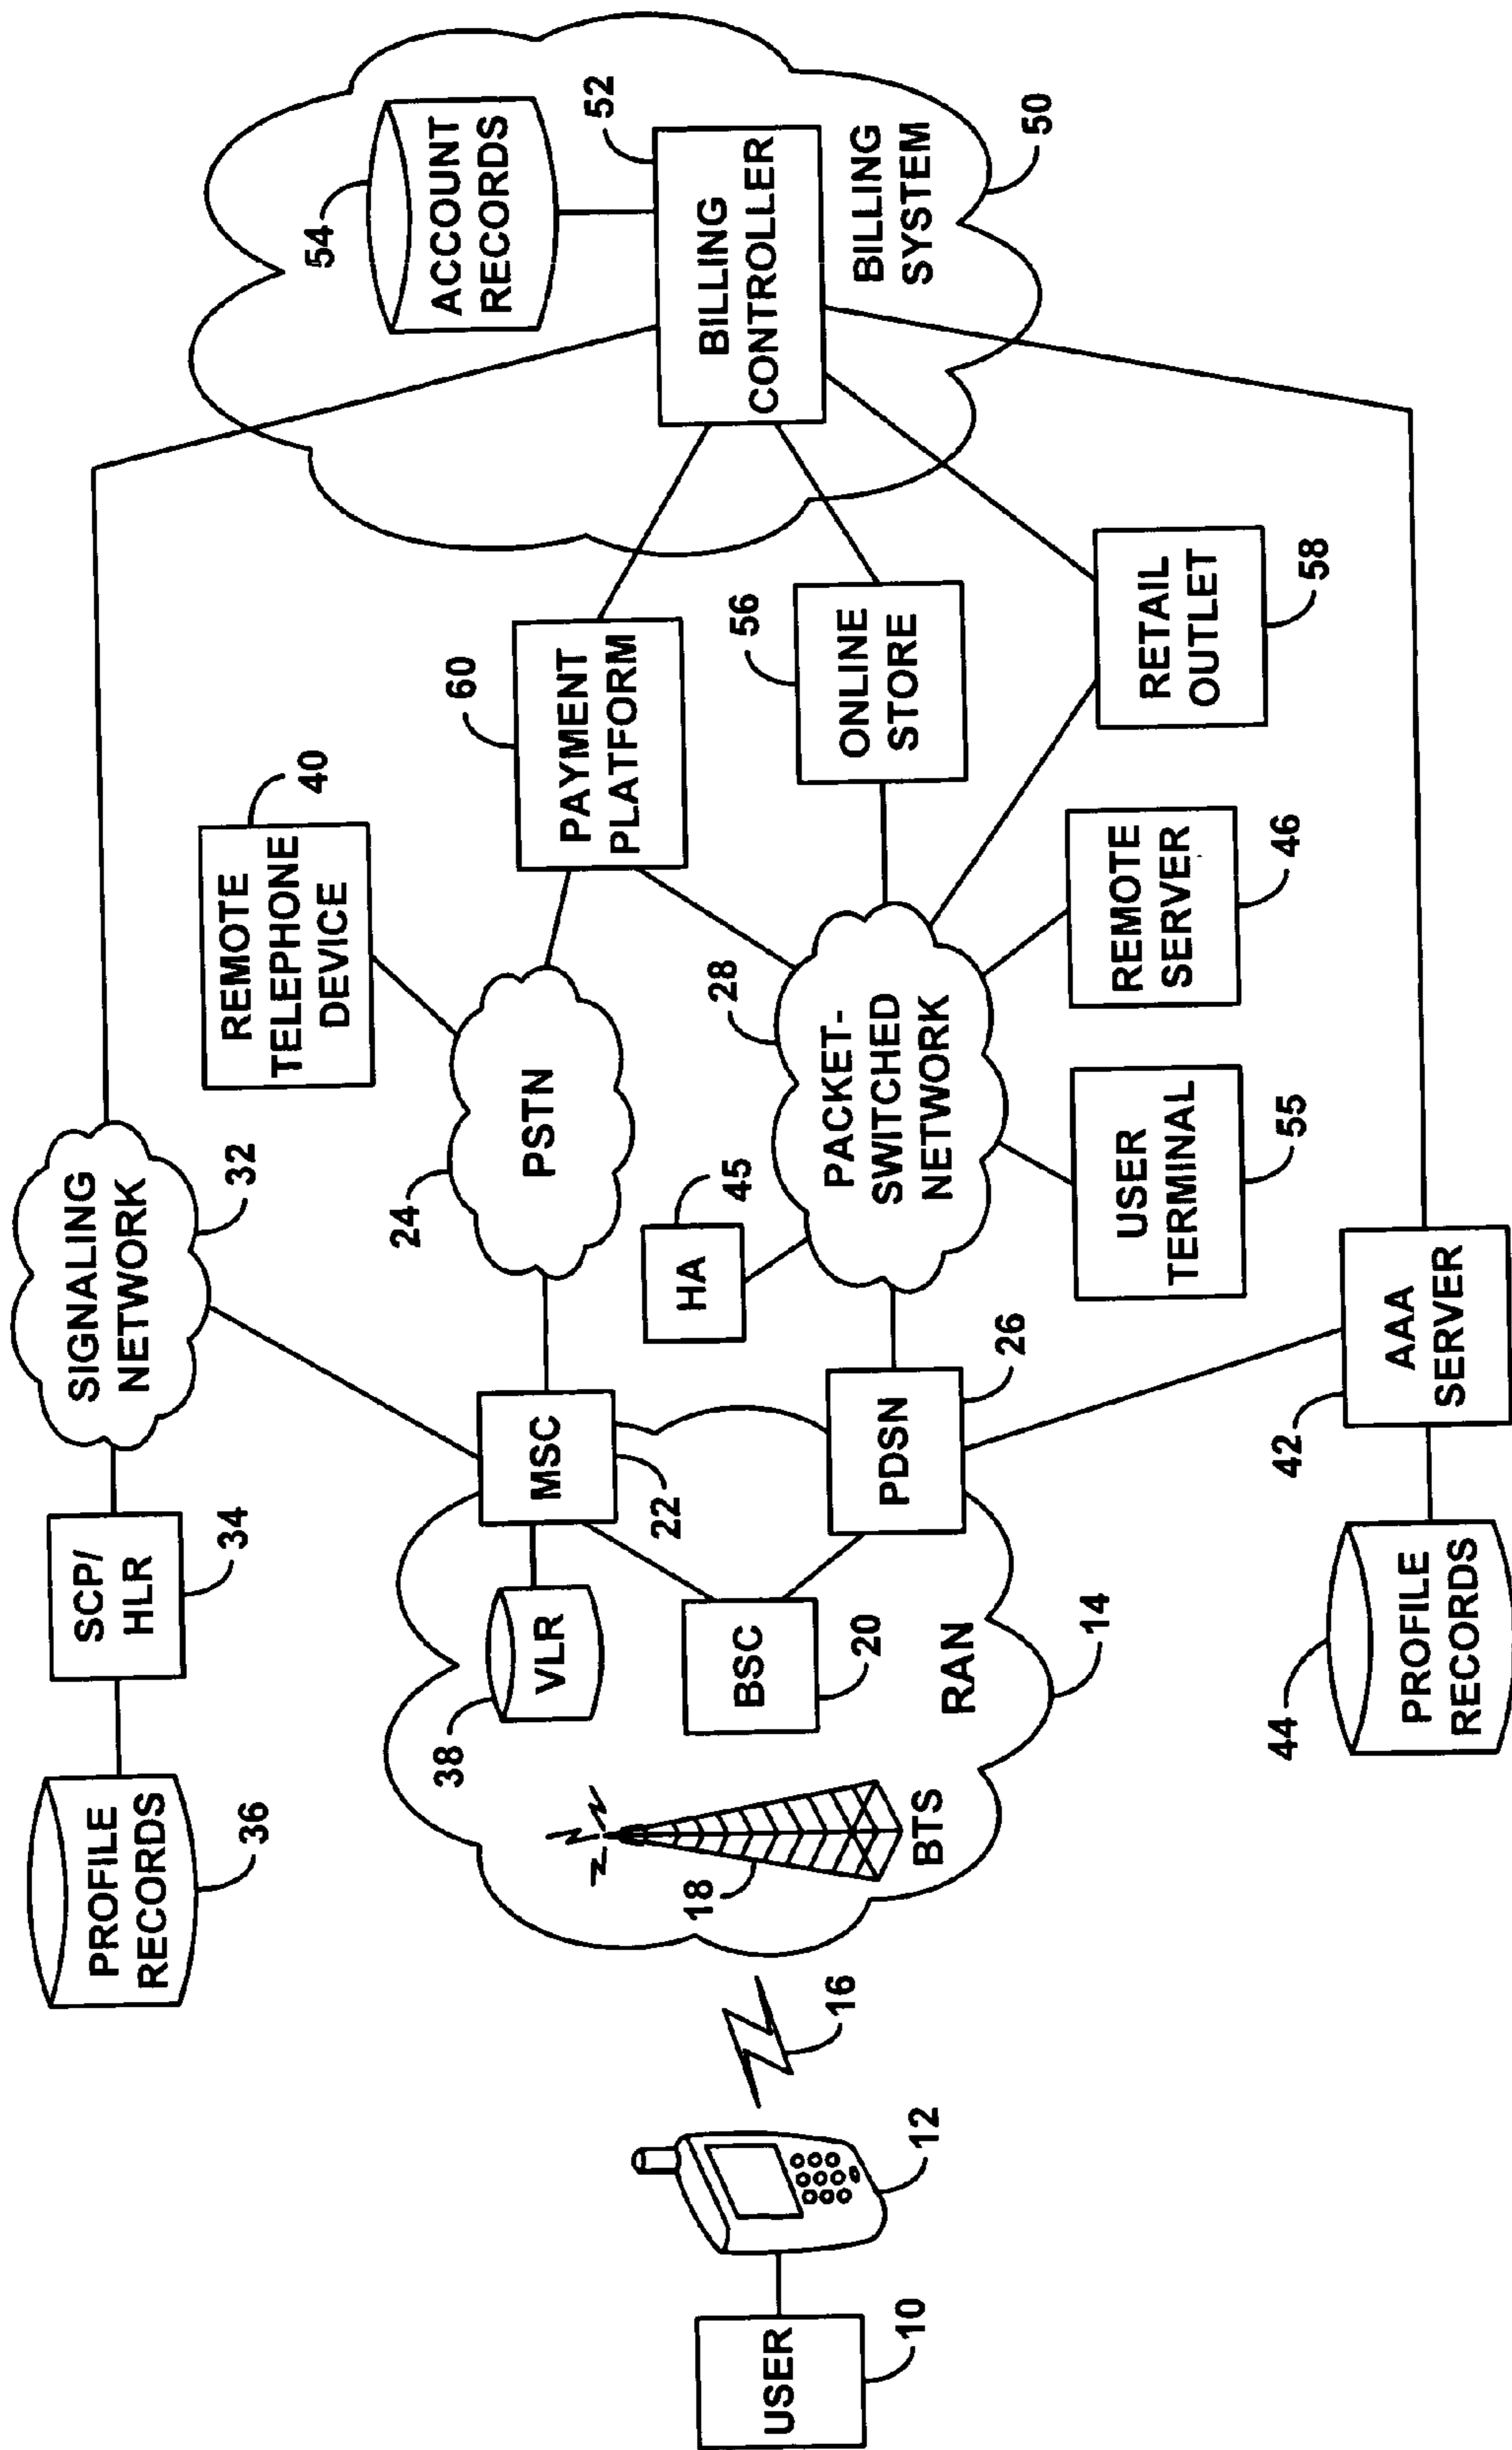 PROFILE
RECORDS
36
SCP/
HLR
34
SIGNALING
NETWORK
32
REMOTE
TELEPHONE
DEVICE
40
54
ACCOUNT
RECORDS
52
BILLING
CONTROLLER
BILLING
SYSTEM
50
60
PAYMENT
PLATFORM
24
PSTN
MSC
22
38
VLR
BSC
20
RAN
14
18
BTS
16
12
USER
10
HA
45
28
PACKET-
SWITCHED
NETWORK
PDSN
26
56
ONLINE
STORE
RETAIL
OUTLET
58
REMOTE
SERVER
46
USER
TERMINAL
55
42
AAA
SERVER
44
PROFILE
RECORDS